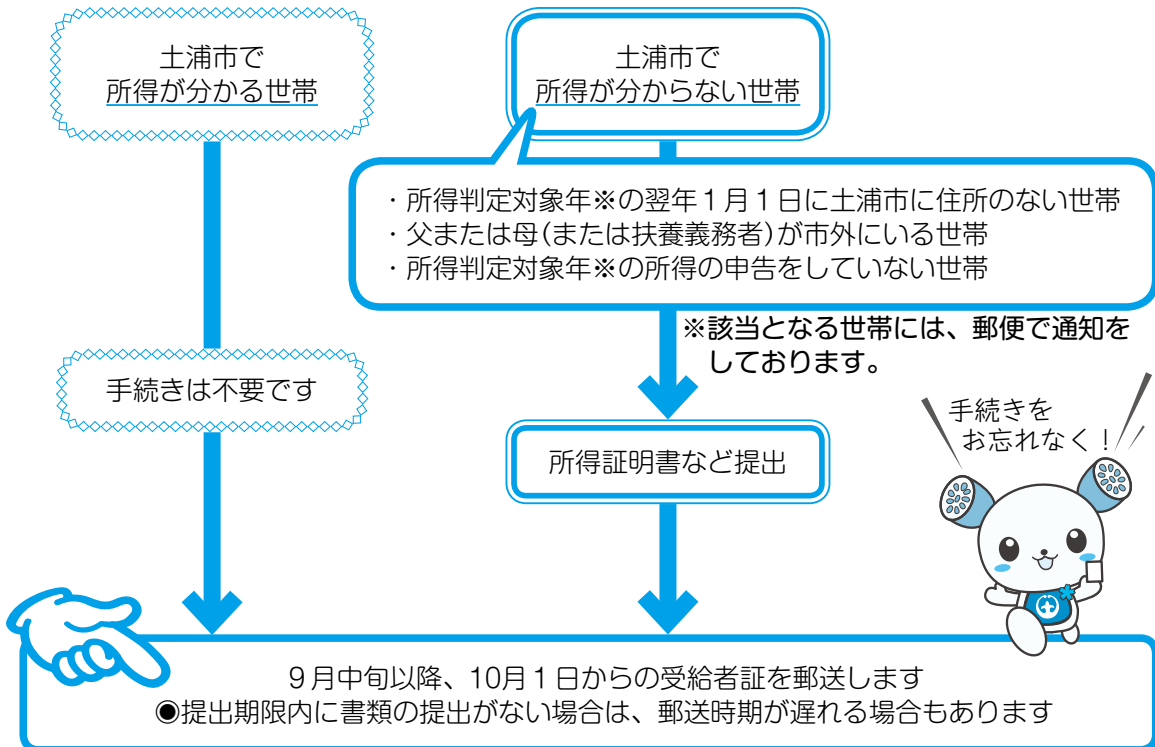 土浦市で
所得が分かる世帯
土浦市で
所得が分からない世帯
・所得判定対象年※の翌年1月1日に土浦市に住所のない世帯
・父または母(または扶養義務者)が市外にいる世帯
・所得判定対象年※の所得の申告をしていない世帯
※該当となる世帯には、郵便で通知を
しております。
手続きは不要です
所得証明書など提出
手続きを
お忘れなく!
9月中旬以降、10月1日からの受給者証を郵送します
◉提出期限内に書類の提出がない場合は、郵送時期が遅れる場合もあります